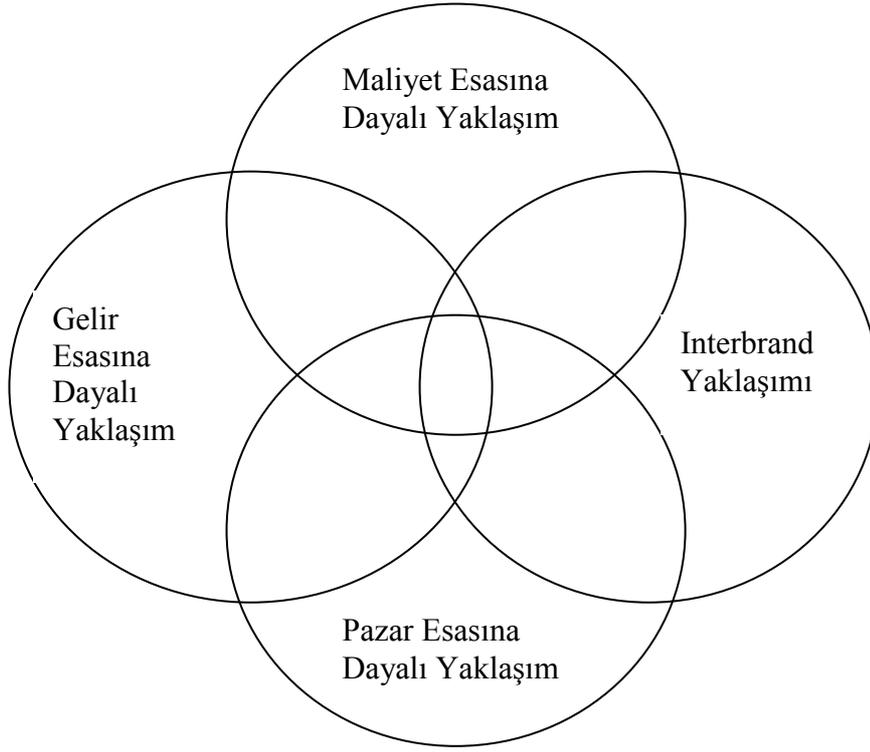 Maliyet Esasına
Dayalı Yaklaşım
Gelir
Esasına
Dayalı
Yaklaşım
Interbrand
Yaklaşımı
Pazar Esasına
Dayalı Yaklaşım